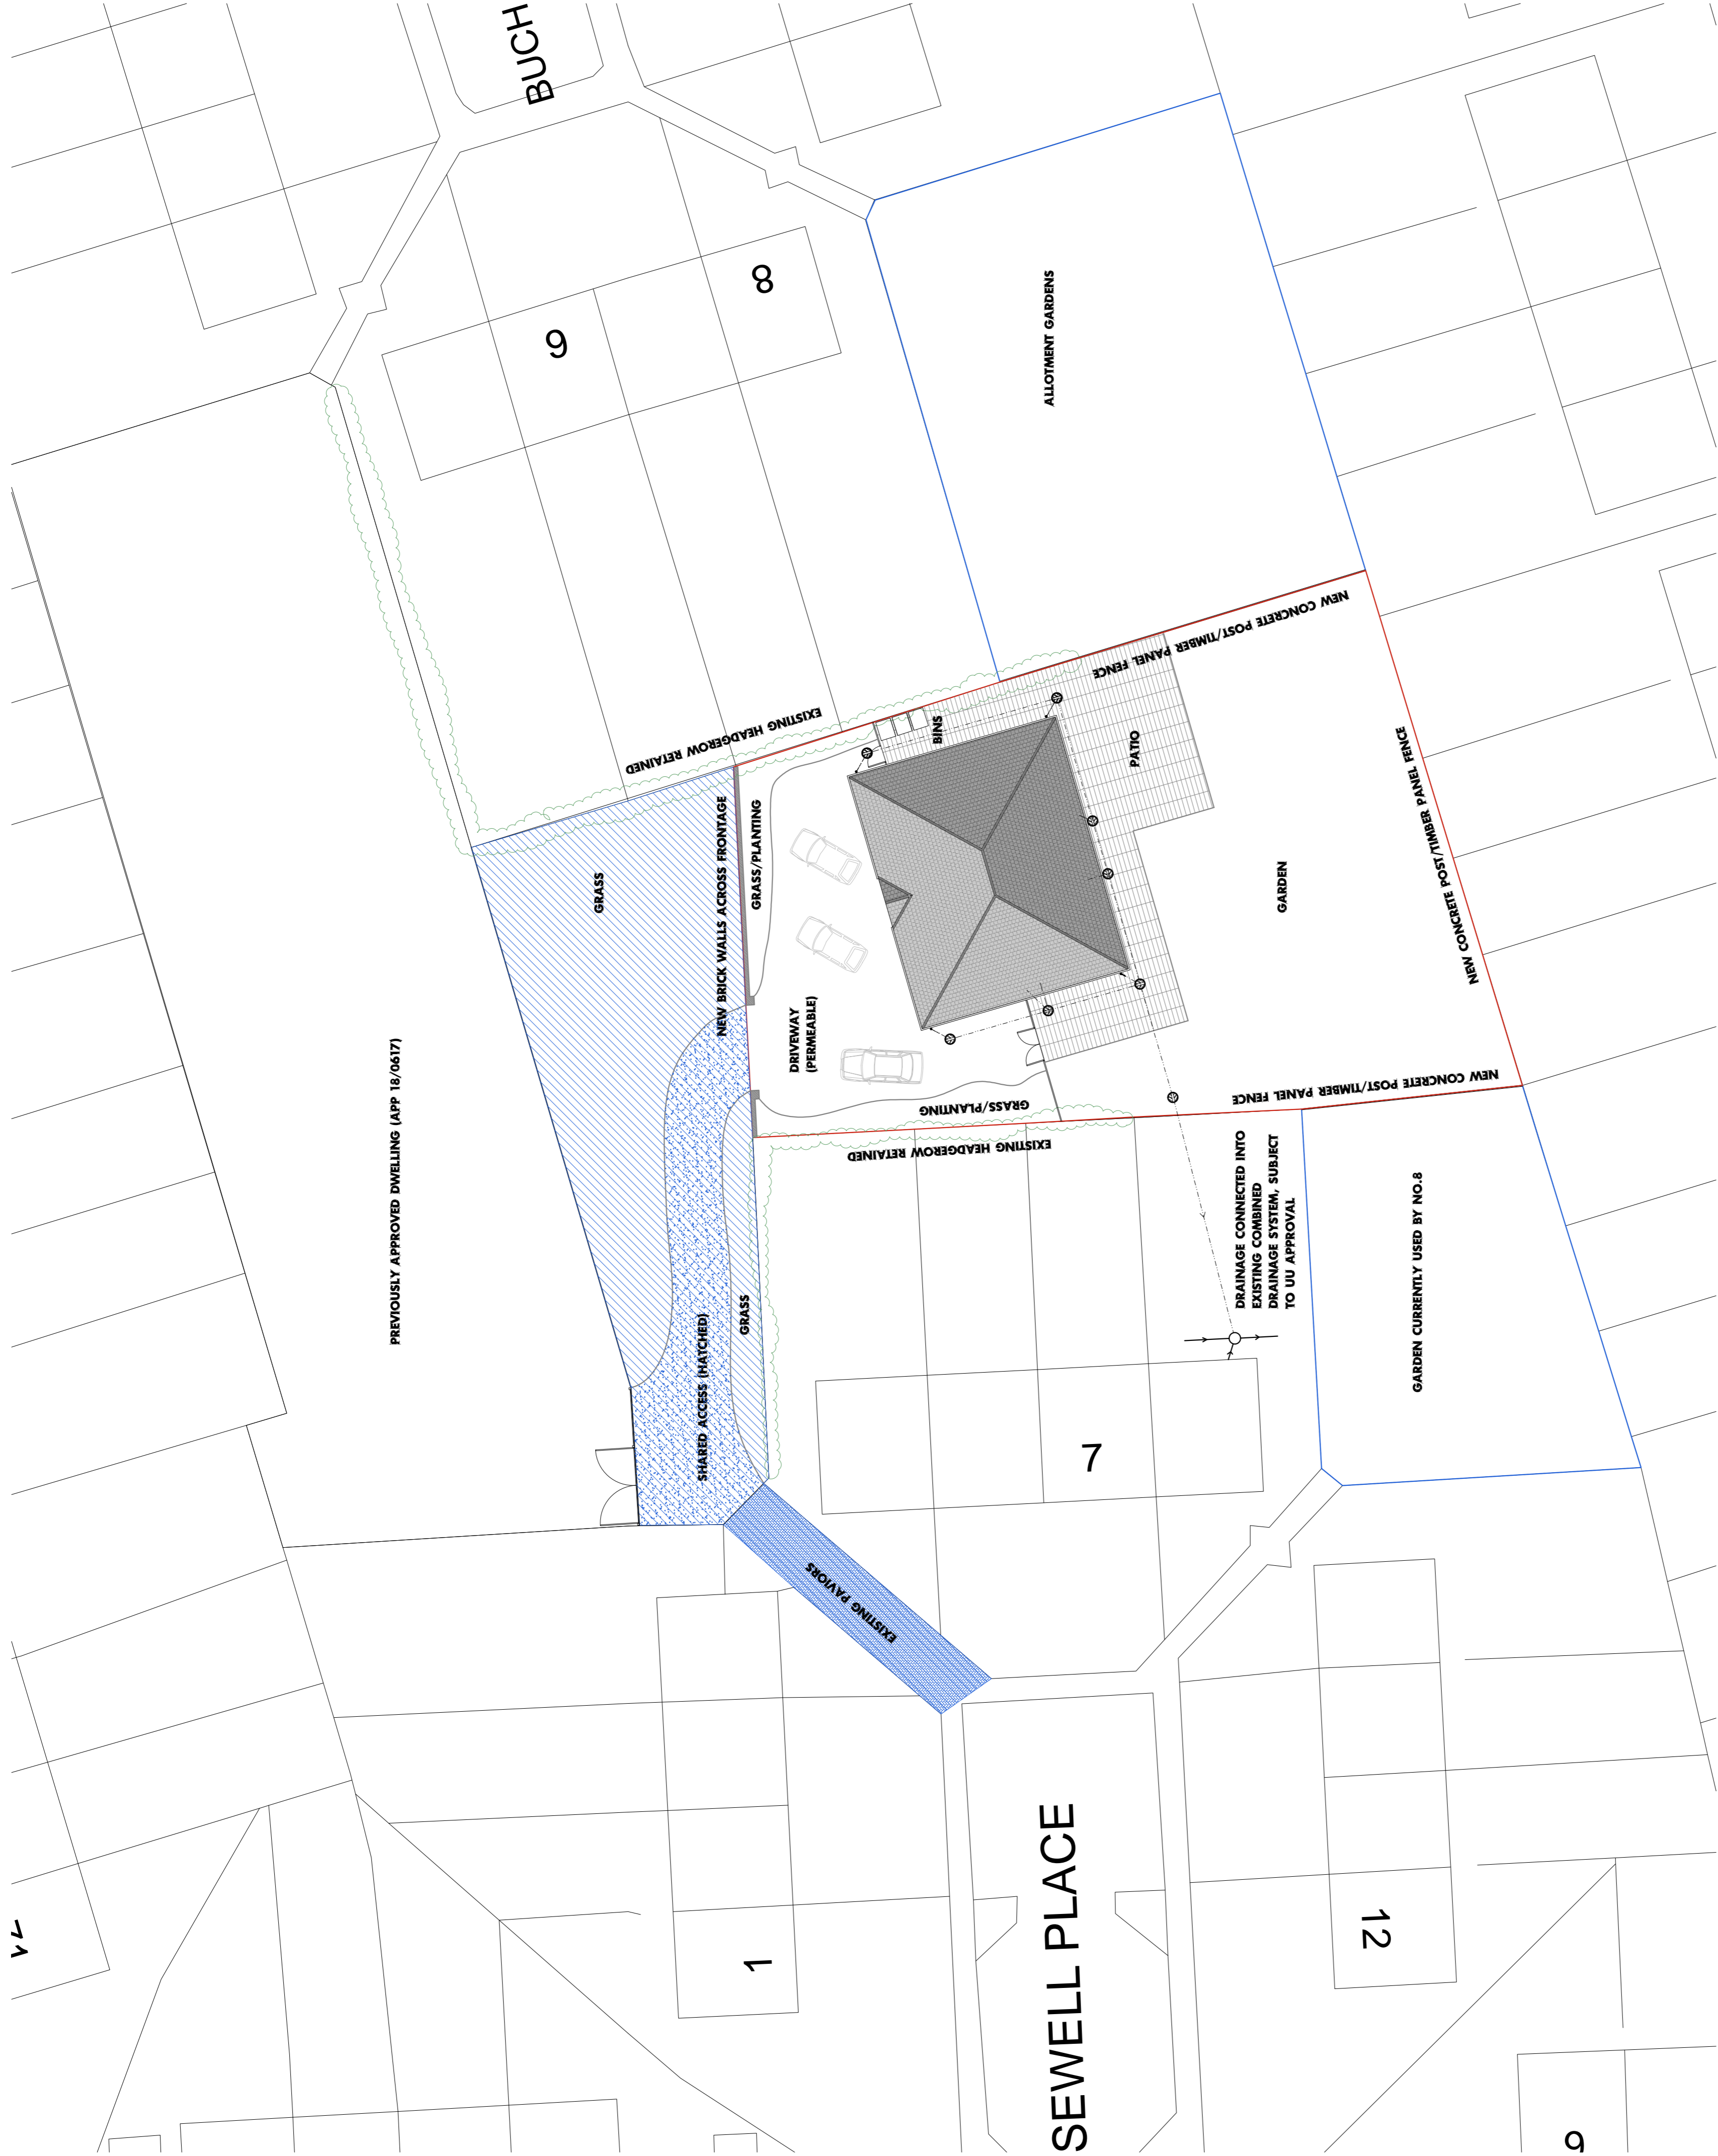 BUCH
8
9
ALLOTMENT GARDENS
NEW CONCRETE POST/TIMBER PANEL FENCE
EXISTING HEADGEROW RETAINED
BINS
PATIO
GRASS
NEW BRICK WALLS ACROSS FRONTAGE
GRASS/PLANTING
GARDEN
NEW CONCRETE POST/TIMBER PANEL FENCE
DRIVEWAY
(PERMEABLE)
PREVIOUSLY APPROVED DWELLING (APP 18/0617)
GRASS/PLANTING
NEW CONCRETE POST/TIMBER PANEL FENCE
EXISTING HEADGEROW RETAINED
DRAINAGE CONNECTED INTO
EXISTING COMBINED
DRAINAGE SYSTEM, SUBJECT
TO UU APPROVAL
GARDEN CURRENTLY USED BY NO.8
GRASS
SHARED ACCESS (HATCHED)
7
EXISTING PAVIORS
SEWELL PLACE
1
12